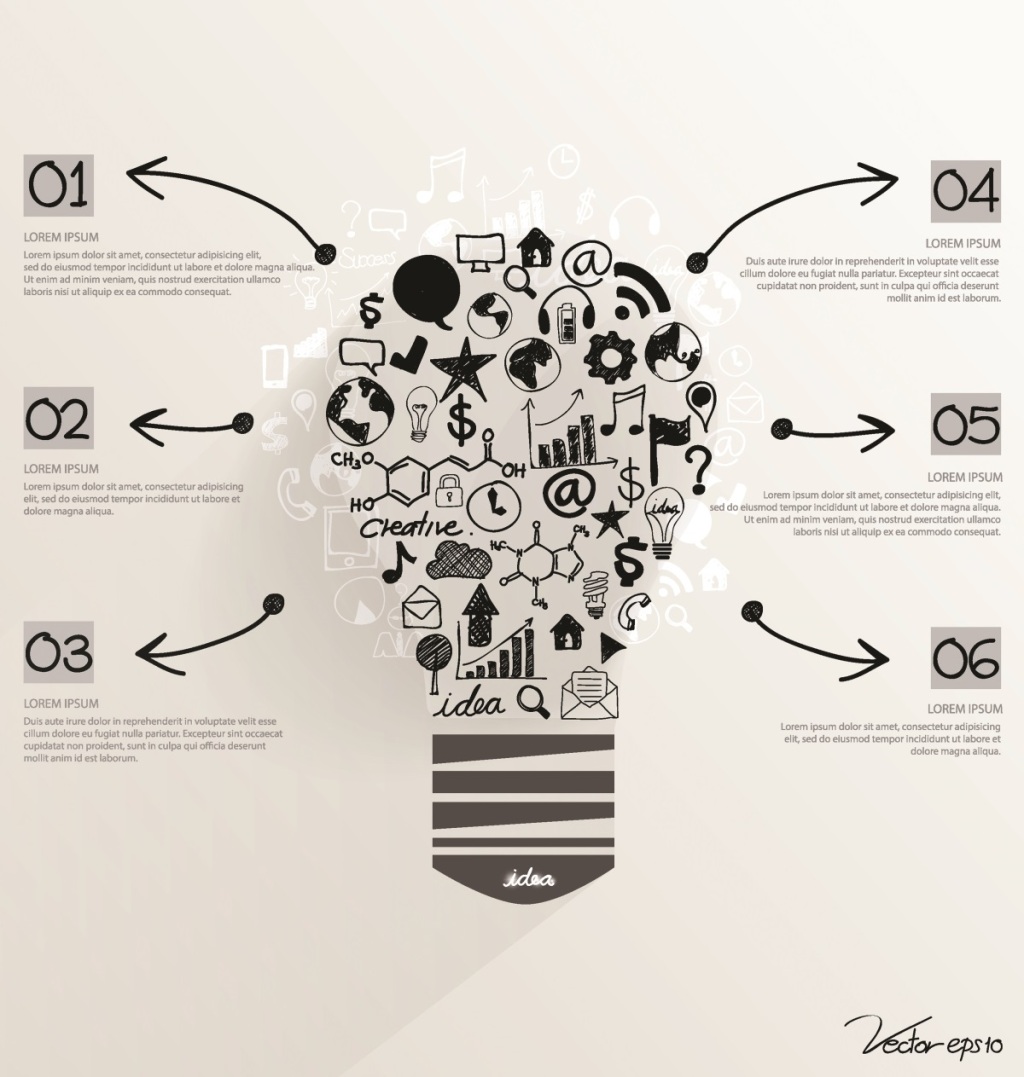 01
LOREM IPSUM
Lorem ipsum dolor sit amet, consectetur adipisicing elit,
sed do eiusmod tempor incididunt ut labore et dolore magna aliqua.
Ut enim ad minim veniam, quis nostrud exercitation ullamco
laboris nisi ut aliquip ex ea commodo consequat.
02
LOREM IPSUM
Lorem ipsum dolor sit amet, consectetur adipisicing
elit, sed do eiusmod tempor incididunt ut labore et
dolore magna aliqua.
03
LOREM IPSUM
Duis aute irure dolor in reprehenderit in voluptate velit esse
cillum dolore eu fugiat nulla pariatur. Excepteur sint occaecat
cupidatat non proident, sunt in culpa qui officia deserunt
mollit anim id est laborum.
Success
idea
@
$
$
CH₃O
OH
HO
Creative.
@
$
?
idea
CH₃
H₃C
$
CH₃
idea
idea
04
LOREM IPSUM
Duis aute irure dolor in reprehenderit in voluptate velit esse
cillum dolore eu fugiat nulla pariatur. Excepteur sint occaecat
cupidatat non proident, sunt in culpa qui officia deserunt
mollit anim id est laborum.
05
LOREM IPSUM
Lorem ipsum dolor sit amet, consectetur adipisicing elit,
sed do eiusmod tempor incididunt ut labore et dolore magna aliqua.
Ut enim ad minim veniam, quis nostrud exercitation ullamco
laboris nisi ut aliquip ex ea commodo consequat.
06
LOREM IPSUM
Lorem ipsum dolor sit amet, consectetur adipisicing
elit, sed do eiusmod tempor incididunt ut labore et
dolore magna aliqua.
Vector eps10